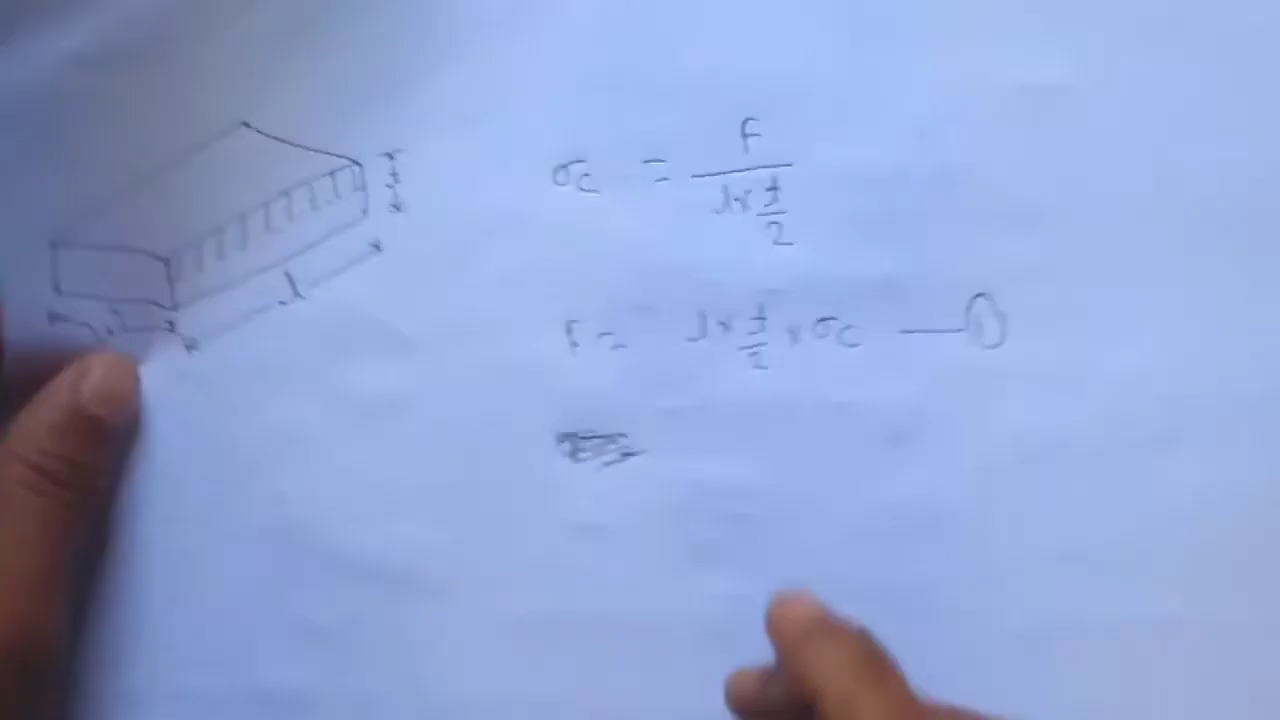 σc = F / l × t/2
F = l × t/2 × σc — ①
t
l